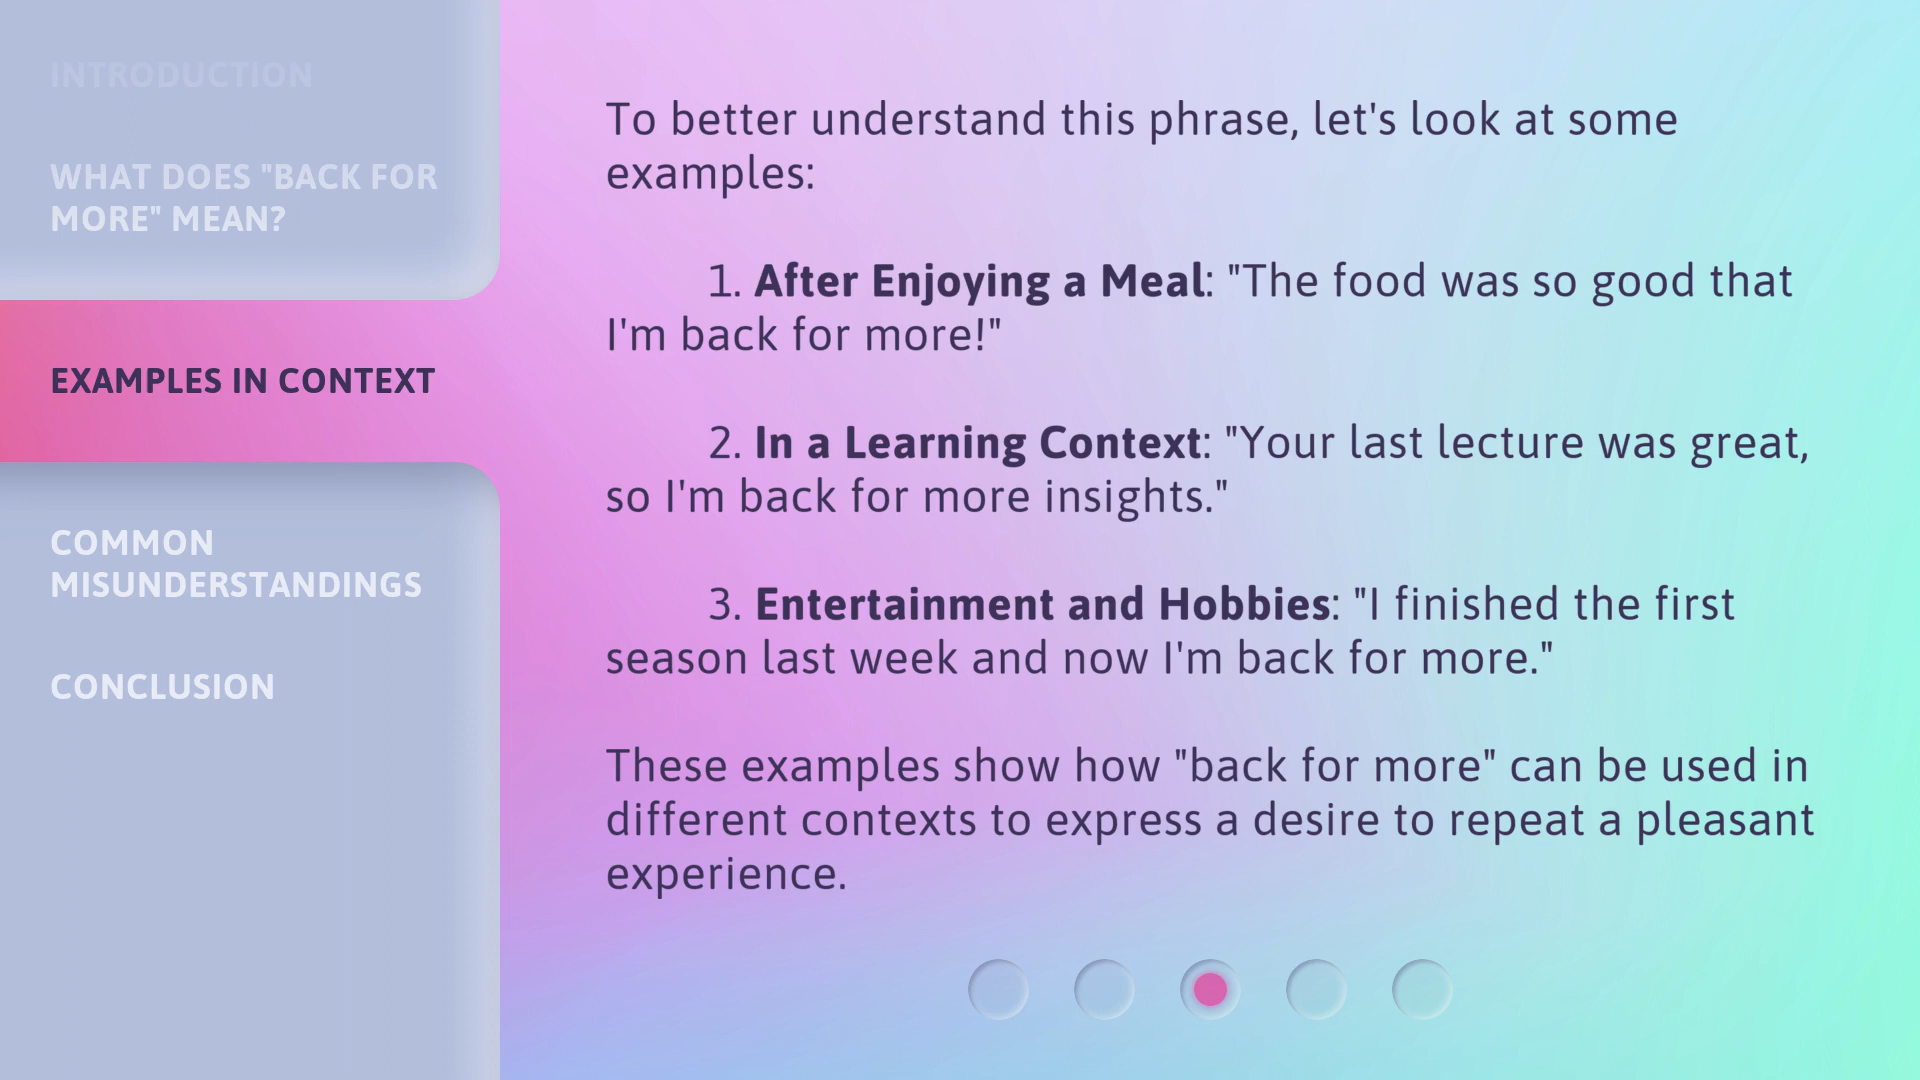 INTRODUCTION
WHAT DOES "BACK FOR
MORE" MEAN?
EXAMPLES IN CONTEXT
COMMON
MISUNDERSTANDINGS
CONCLUSION
To better understand this phrase, let's look at some
examples:
1. After Enjoying a Meal: "The food was so good that
I'm back for more!"
2. In a Learning Context: "Your last lecture was great,
so I'm back for more insights."
3. Entertainment and Hobbies: "I finished the first
season last week and now I'm back for more."
These examples show how "back for more" can be used in
different contexts to express a desire to repeat a pleasant
experience.